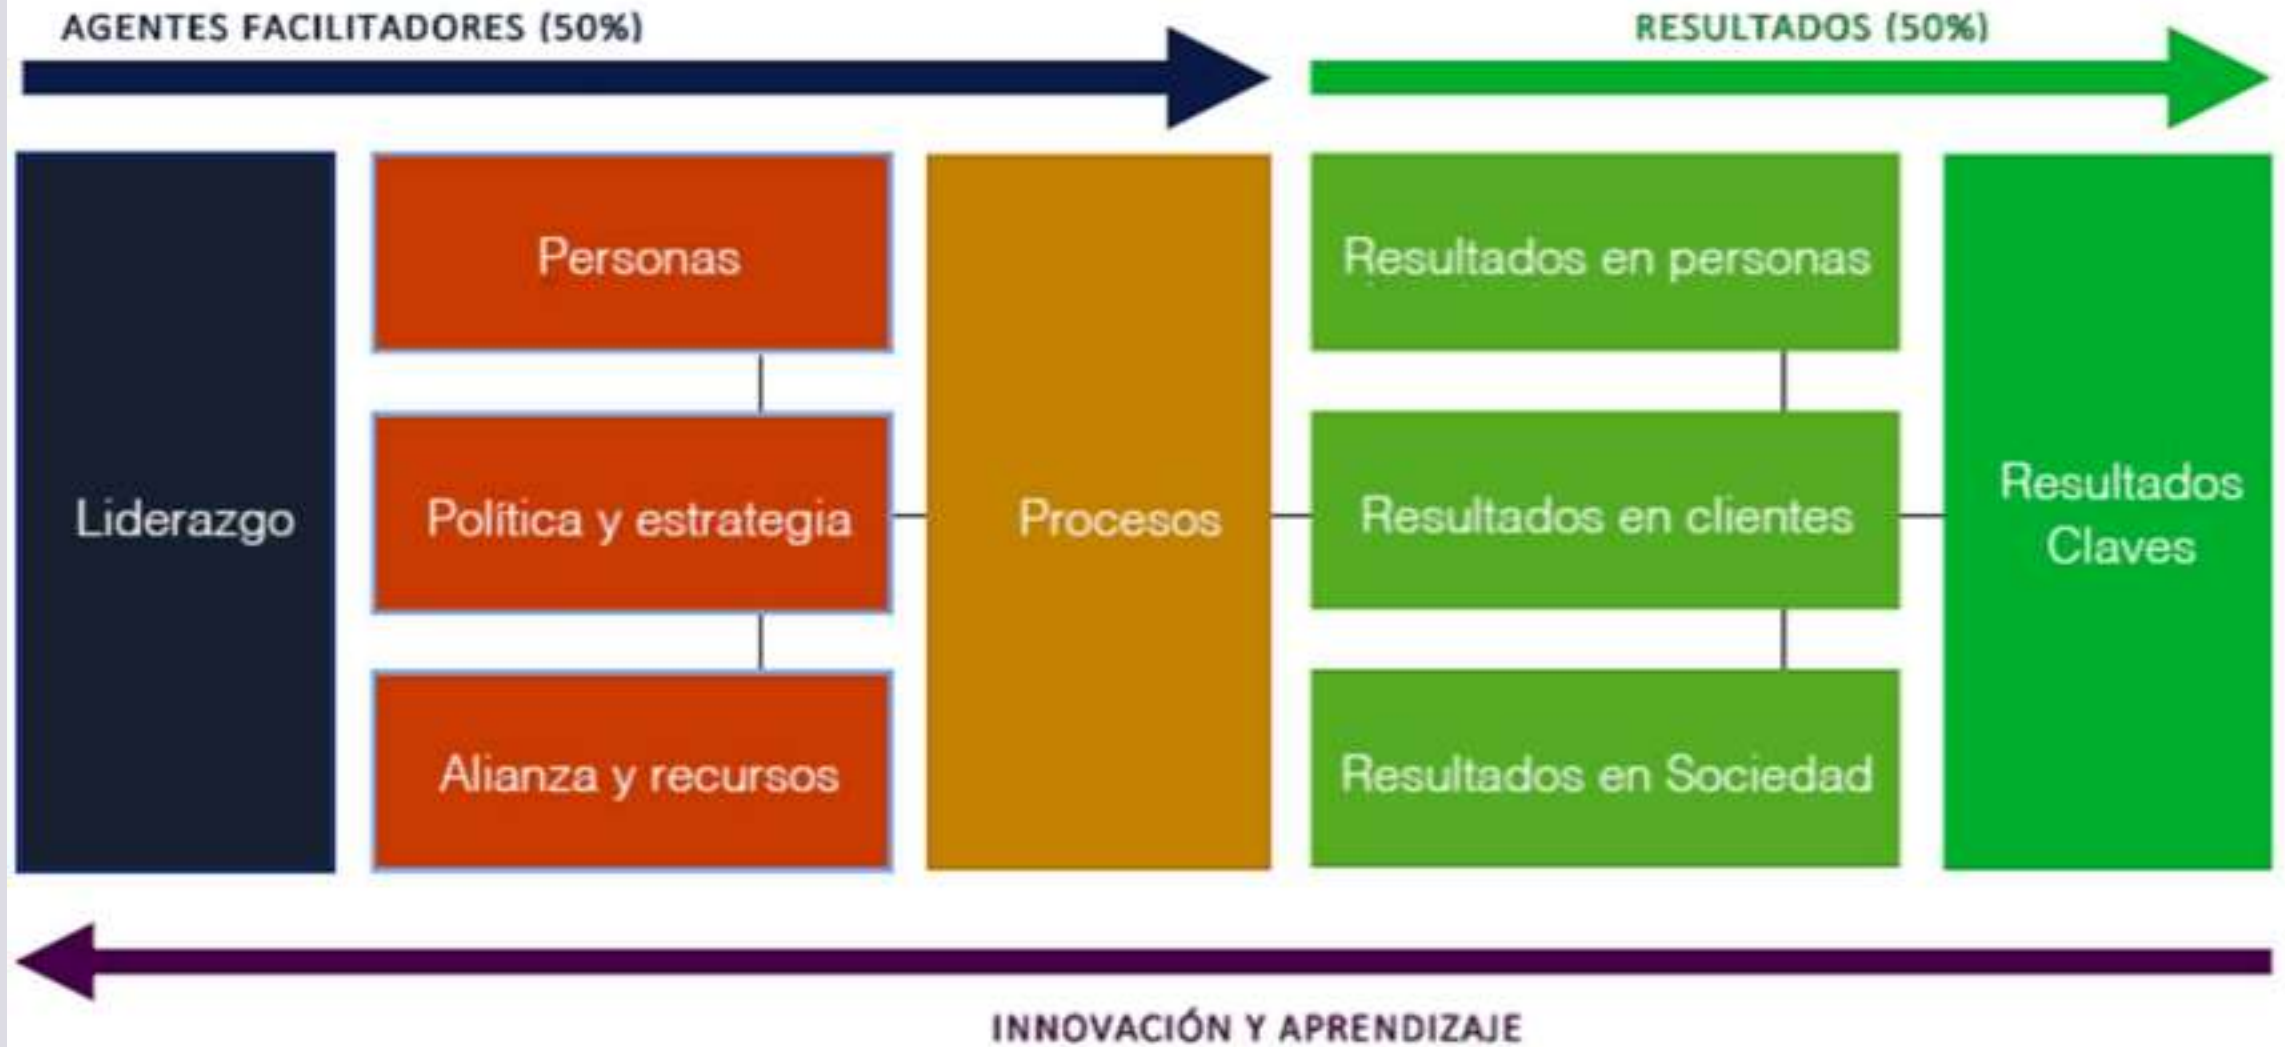 AGENTES FACILITADORES (50%)
RESULTADOS (50%)
Liderazgo
Personas
Política y estrategia
Alianza y recursos
Procesos
Resultados en personas
Resultados en clientes
Resultados en Sociedad
Resultados
Claves
INNOVACIÓN Y APRENDIZAJE